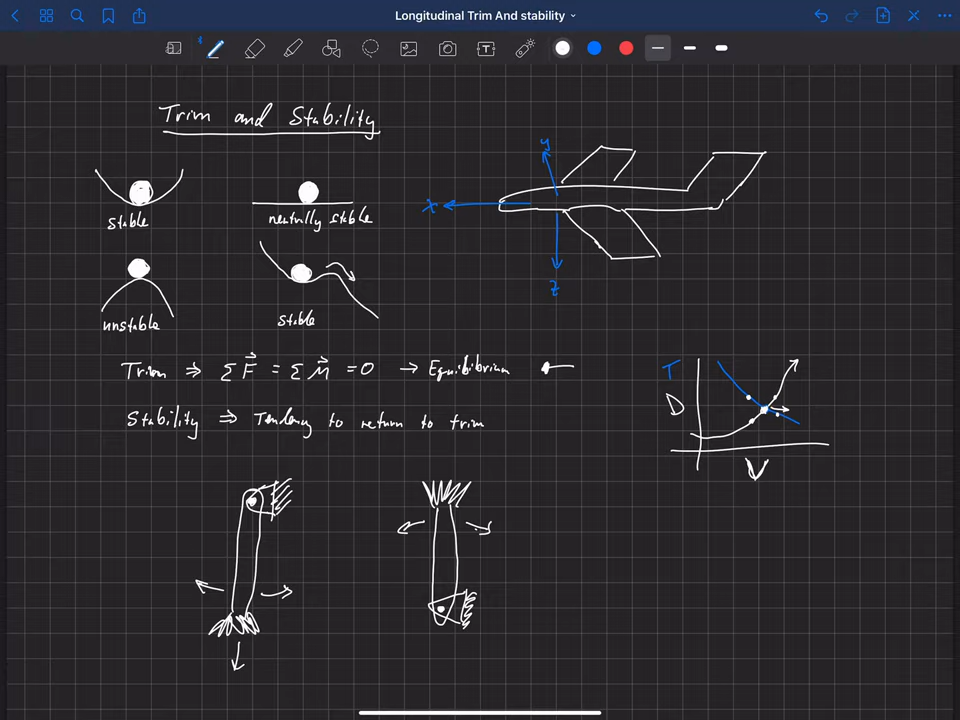 Longitudinal Trim And stability
Trim and Stability
stable
neutrally stable
unstable
stable
x
y
z
Trim ⇒ ∑F⃗ = ∑M⃗ = 0 → Equilibrium
Stability ⇒ Tendency to return to trim
T
D
V